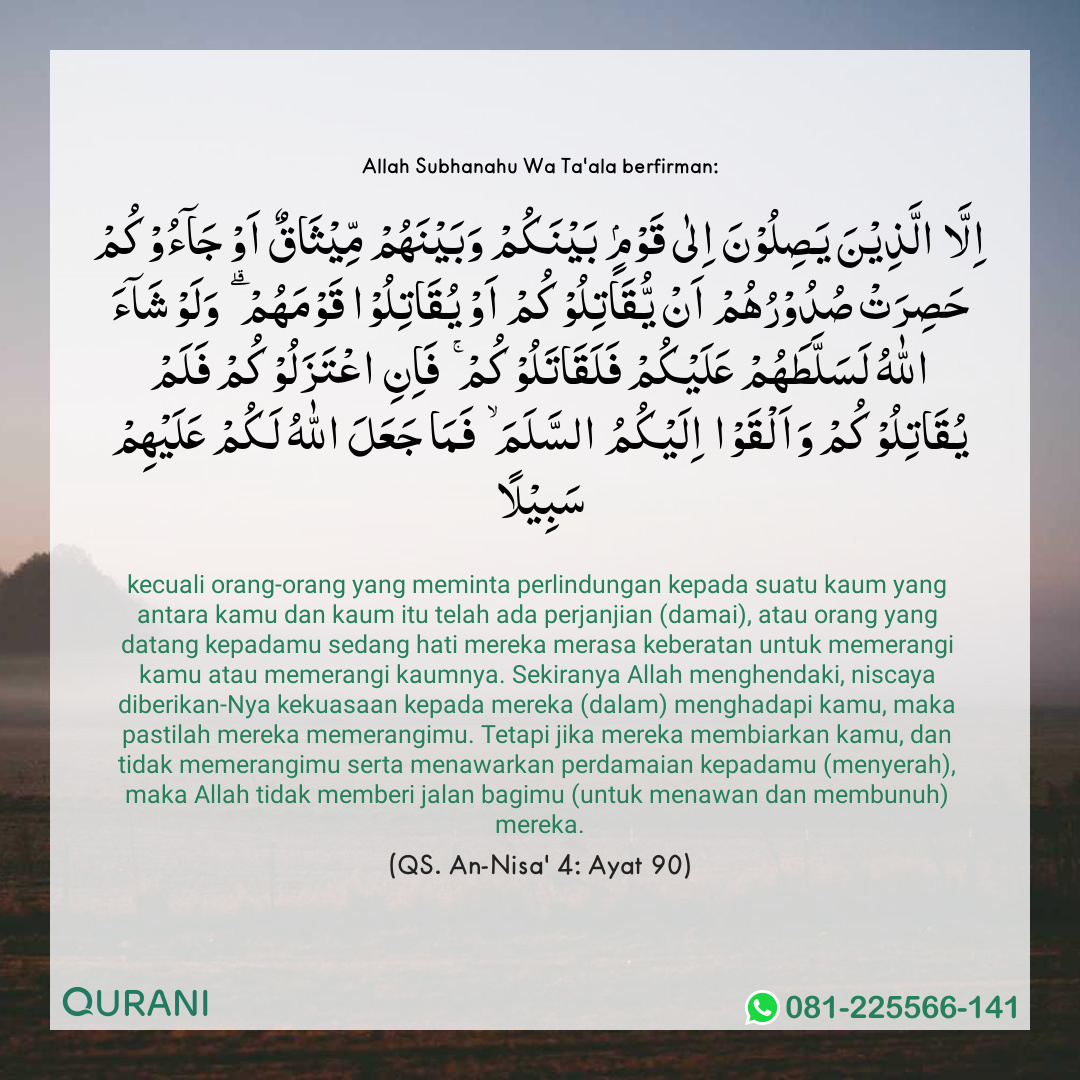 Allah Subhanahu Wa Ta'ala berfirman:
اِلَّا الَّذِيْنَ يَصِلُوْنَ اِلٰى قَوْمٍۢ بَيْنَكُمْ وَبَيْنَهُمْ مِّيْثَاقٌ اَوْ جَآءُوْكُمْ
حَصِرَتْ صُدُوْرُهُمْ اَنْ يُّقَاتِلُوْكُمْ اَوْ يُقَاتِلُوْا قَوْمَهُمْ ۗ وَلَوْ شَآءَ
اللّٰهُ لَسَلَّطَهُمْ عَلَيْكُمْ فَلَقَاتَلُوْكُمْ ۚ فَاِنِ اعْتَزَلُوْكُمْ فَلَمْ
يُقَاتِلُوْكُمْ وَاَلْقَوْا اِلَيْكُمُ السَّلَمَ ۙ فَمَا جَعَلَ اللّٰهُ لَكُمْ عَلَيْهِمْ
سَبِيْلًا
kecuali orang-orang yang meminta perlindungan kepada suatu kaum yang
antara kamu dan kaum itu telah ada perjanjian (damai), atau orang yang
datang kepadamu sedang hati mereka merasa keberatan untuk memerangi
kamu atau memerangi kaumnya. Sekiranya Allah menghendaki, niscaya
diberikan-Nya kekuasaan kepada mereka (dalam) menghadapi kamu, maka
pastilah mereka memerangimu. Tetapi jika mereka membiarkan kamu, dan
tidak memerangimu serta menawarkan perdamaian kepadamu (menyerah),
maka Allah tidak memberi jalan bagimu (untuk menawan dan membunuh)
mereka.
(QS. An-Nisa' 4: Ayat 90)
QURANI
081-225566-141